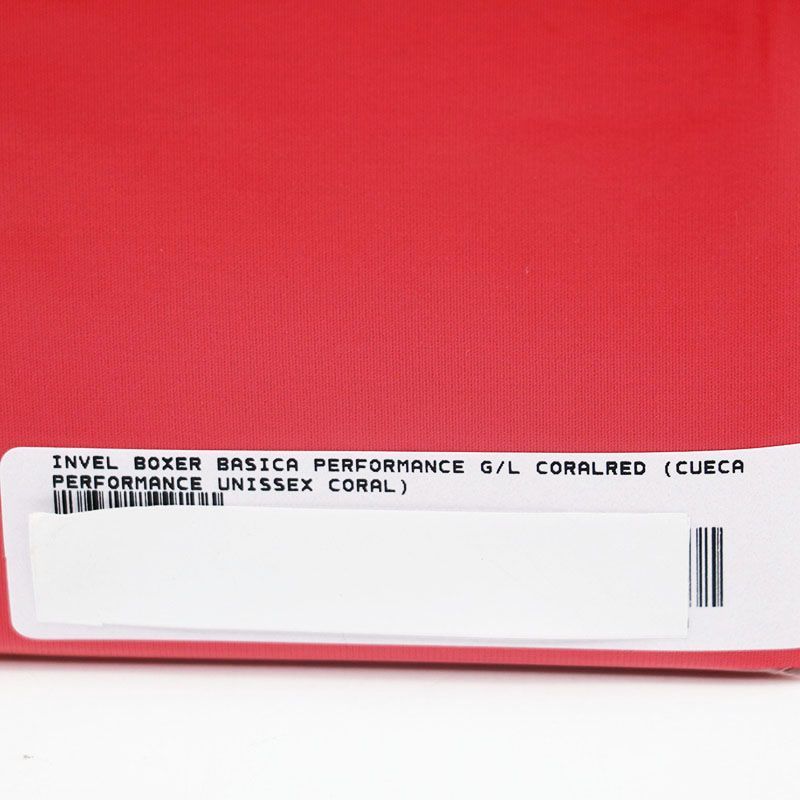 INVEL BOXER BASICA PERFORMANCE G/L CORALRED (CUECA
PERFORMANCE UNISSEX CORAL)